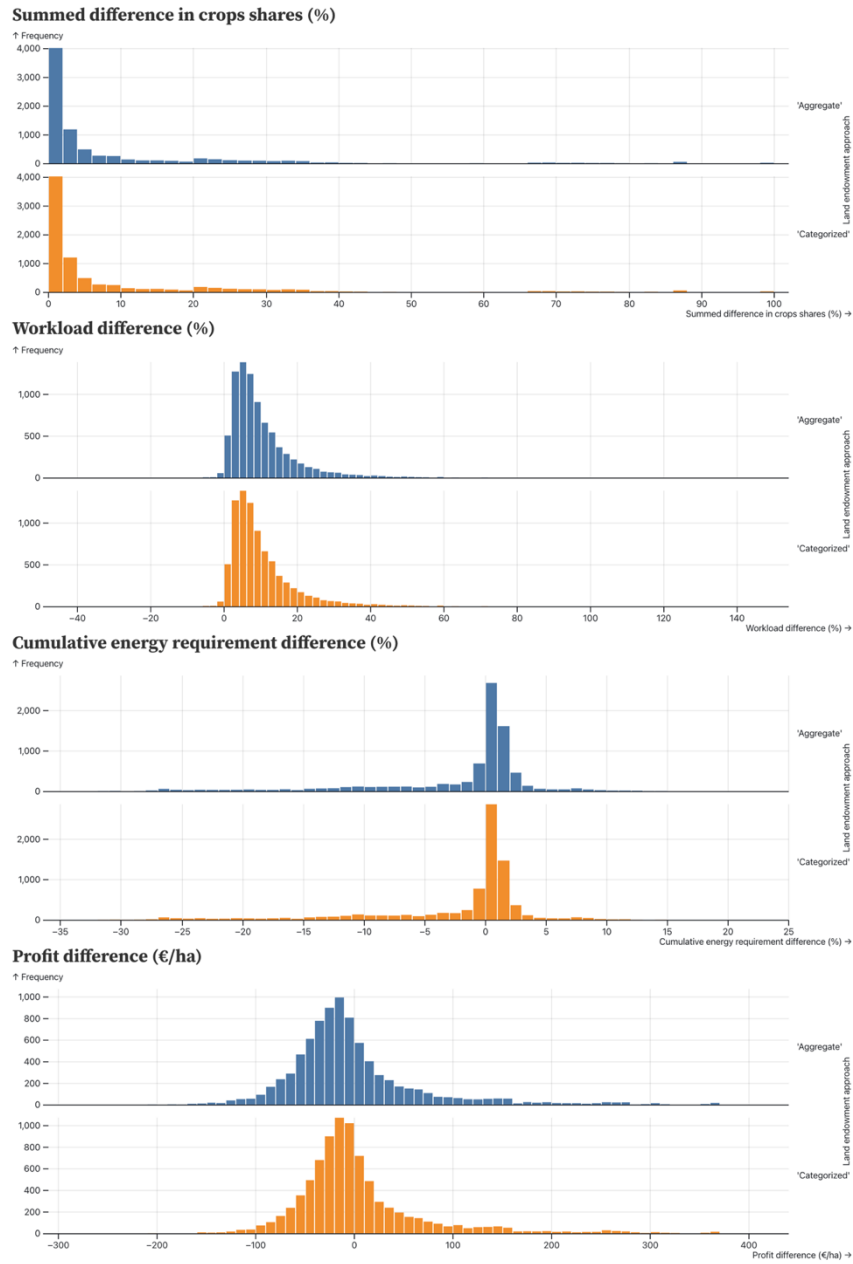 Summed difference in crops shares (%)
↑ Frequency
4,000
3,000
2,000
1,000
0
'Aggregate'
Land endowment approach
4,000
3,000
2,000
1,000
0
'Categorized'
0 10 20 30 40 50 60 70 80 90 100
Summed difference in crops shares (%) →
Workload difference (%)
↑ Frequency
1,000
500
0
'Aggregate'
Land endowment approach
1,000
500
0
'Categorized'
−40 −20 0 20 40 60 80 100 120 140
Workload difference (%) →
Cumulative energy requirement difference (%)
↑ Frequency
2,000
1,000
0
'Aggregate'
Land endowment approach
2,000
1,000
0
'Categorized'
−35 −30 −25 −20 −15 −10 −5 0 5 10 15 20 25
Cumulative energy requirement difference (%) →
Profit difference (€/ha)
↑ Frequency
1,000
800
600
400
200
0
'Aggregate'
Land endowment approach
1,000
800
600
400
200
0
'Categorized'
−300 −200 −100 0 100 200 300 400
Profit difference (€/ha) →